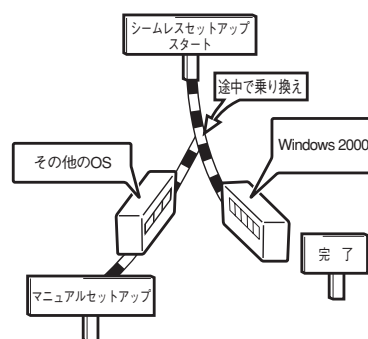 シームレスセットアップ
スタート
途中で乗り換え
Windows 2000
その他のOS
完 了
マニュアルセットアップ